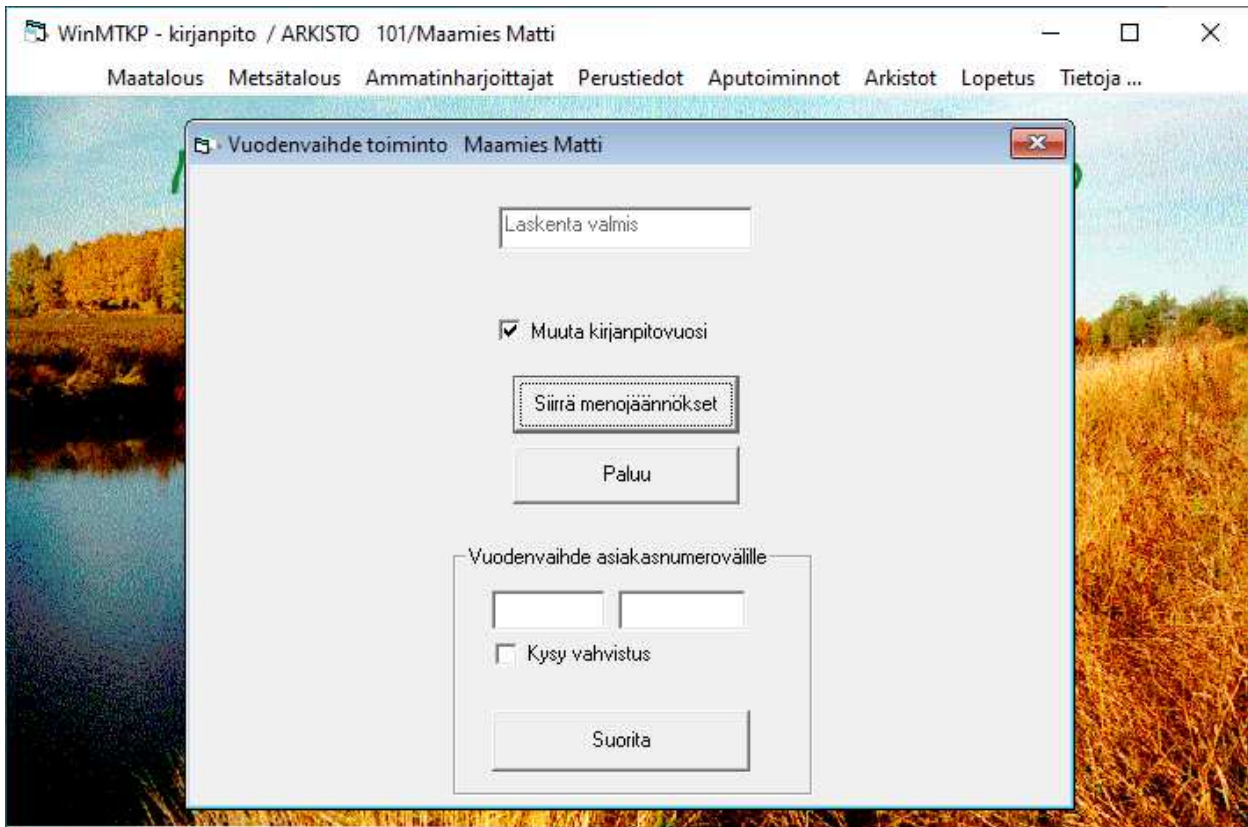 WinMTKP - kirjanpito / ARKISTO 101/Maamies Matti
Maatalous Metsätalous Ammatinharjoittajat Perustiedot Aputoiminnot Arkistot Lopetus Tietoja ...
Vuodenvaihde toiminto Maamies Matti
Laskenta valmis
Muuta kirjanpitovuosi
Siirrä menojäännökset
Paluu
Vuodenvaihde asiakasnumerovälille
Kysy vahvistus
Suorita